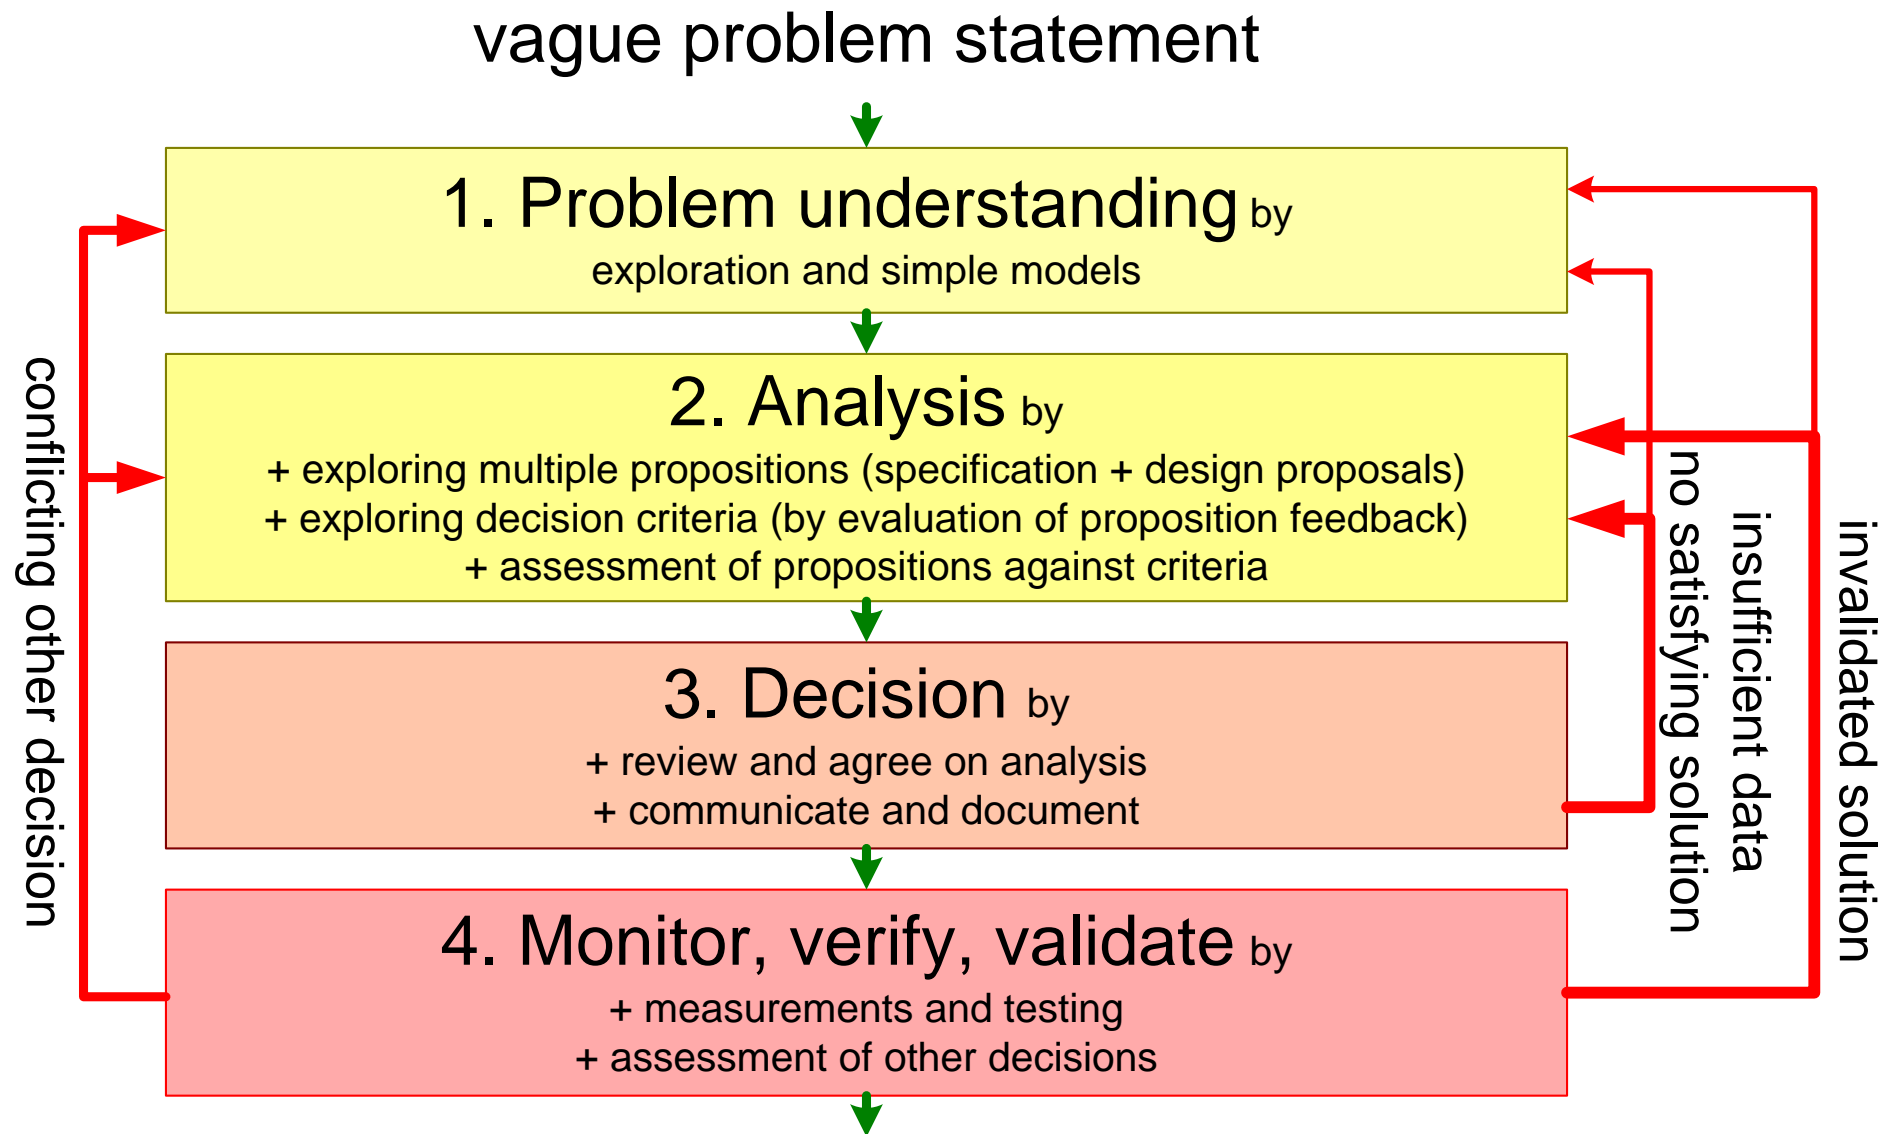 vague problem statement
1. Problem understanding by
exploration and simple models
2. Analysis by
+ exploring multiple propositions (specification + design proposals)
+ exploring decision criteria (by evaluation of proposition feedback)
+ assessment of propositions against criteria
3. Decision by
+ review and agree on analysis
+ communicate and document
4. Monitor, verify, validate by
+ measurements and testing
+ assessment of other decisions
conflicting other decision
insufficient data
no satisfying solution
invalidated solution